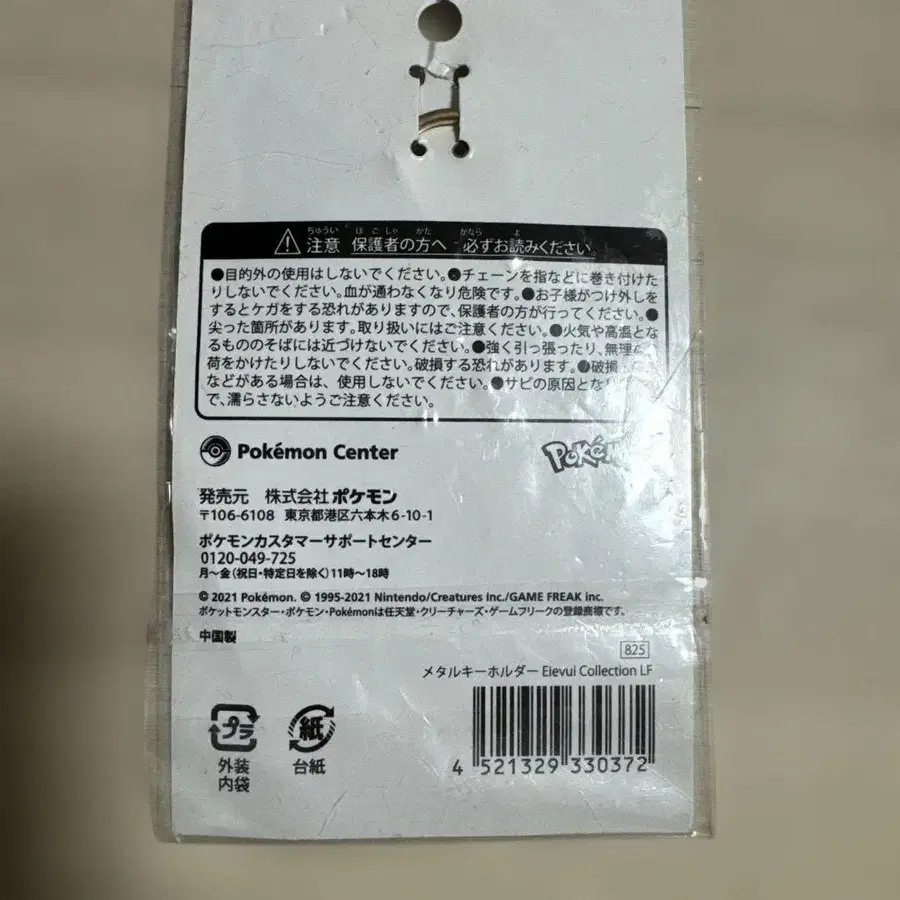 注意 保護者の方へ 必ずお読みください。
ちゅうい ほごしゃ かた かなら よ
●目的外の使用はしないでください。●チェーンを指などに巻き付けた
りしないでください。血が通わなくなり危険です。●お子様がつけ外しを
するとケガをする恐れがありますので、保護者の方が行ってください。●
尖った箇所があります。取り扱いにはご注意ください。●火気や高温とな
るもののそばには近づけないでください。●強く引っ張ったり、無理な
荷をかけたりしないでください。破損する恐れがあります。●破損
などがある場合は、使用しないでください。●サビの原因とな
で、濡らさないようご注意ください。
Pokémon Center
Pokém
発売元 株式会社ポケモン
〒106-6108 東京都港区六本木6-10-1
ポケモンカスタマーサポートセンター
0120-049-725
月～金（祝日・特定日を除く）11時～18時
© 2021 Pokémon. © 1995-2021 Nintendo/Creatures Inc./GAME FREAK inc.
ポケットモンスター・ポケモン・Pokémonは任天堂・クリーチャーズ・ゲームフリークの登録商標です。
中国製
825
メタルキーホルダー Eievui Collection LF
4 521329 330372
プラ
外装
内袋
紙
台紙